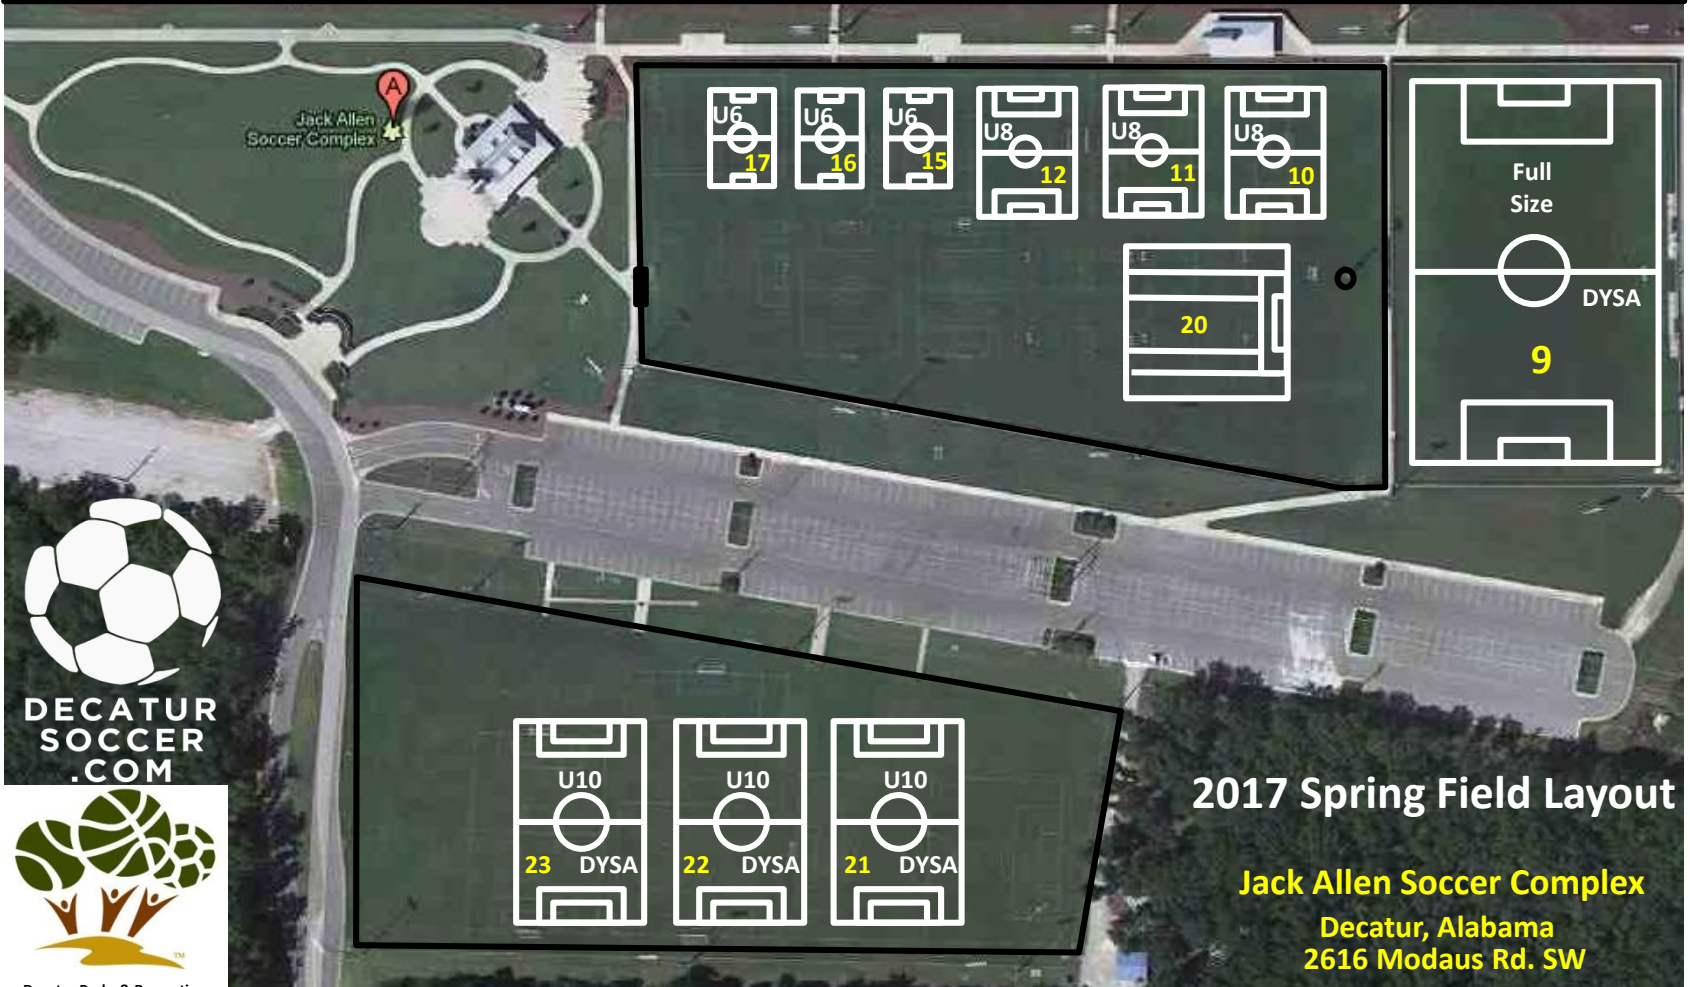 A
Jack Allen
Soccer Complex
U6
17
U6
16
U6
15
U8
12
U8
11
U8
10
20
Full
Size
DYSA
9
DECATUR
SOCCER
.COM
U10
23 DYSA
U10
22 DYSA
U10
21 DYSA
2017 Spring Field Layout
Jack Allen Soccer Complex
Decatur, Alabama
2616 Modaus Rd. SW
TM